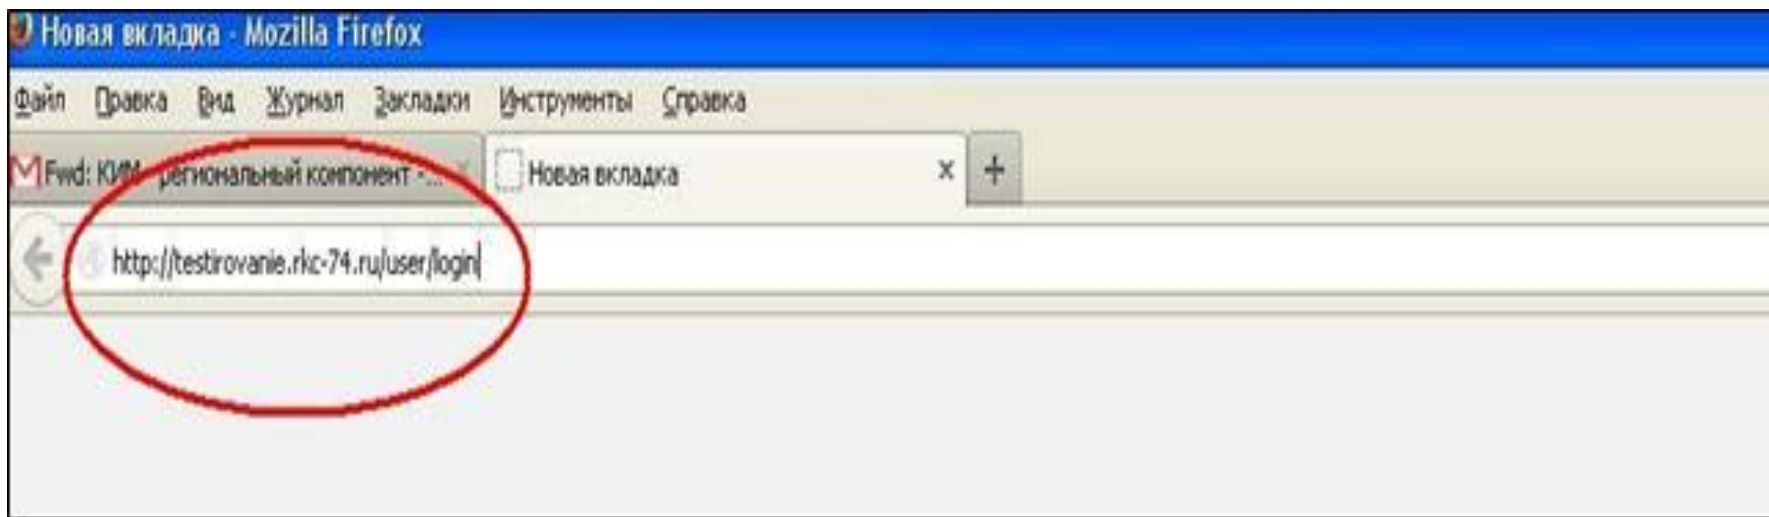 Новая вкладка - Mozilla Firefox
Файл Правка Вид Журнал Закладки Инструменты Справка
Fwd: КИМ - региональный компонент -... × Новая вкладка × +
http://testirovanie.rkc-74.ru/user/login